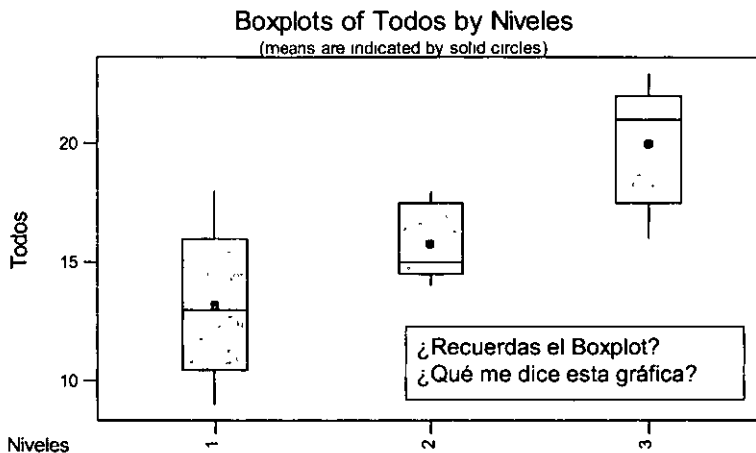 Boxplots of Todos by Niveles
(means are indicated by solid circles)
20
15
10
Todos
¿Recuerdas el Boxplot?
¿Qué me dice esta gráfica?
Niveles
1
2
3